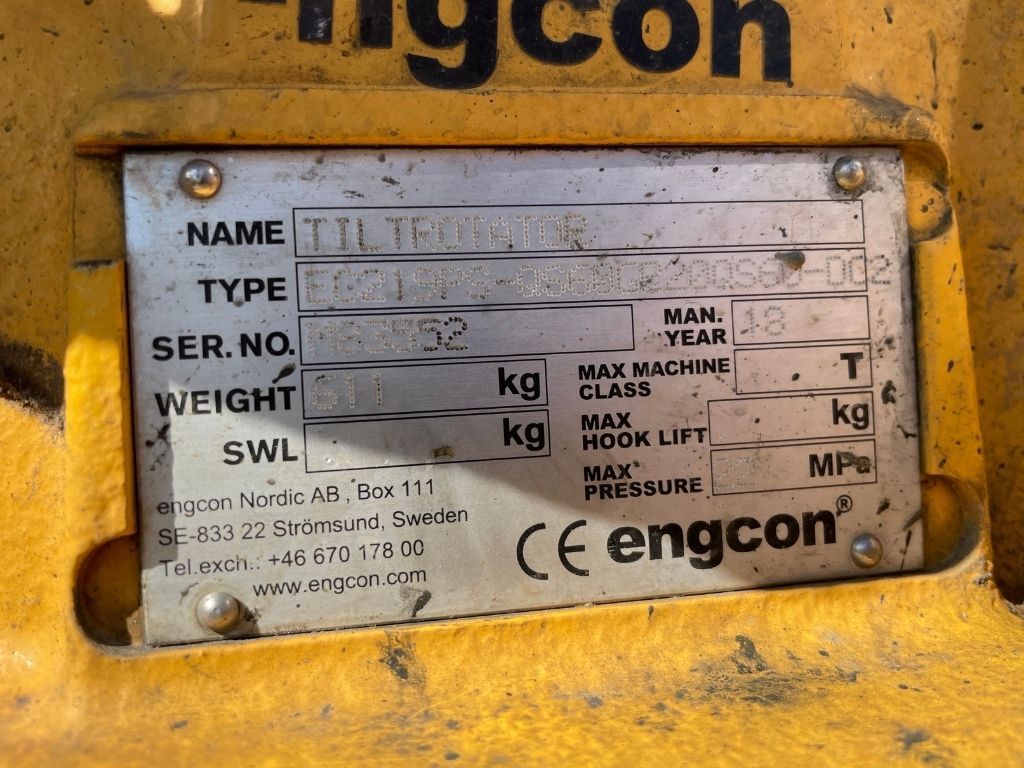 engcon
NAME TILTROTATOR
TYPE
SER. NO. MAN. YEAR 18
WEIGHT 611 kg MAX MACHINE CLASS T
SWL kg MAX HOOK LIFT kg
MAX PRESSURE 22 MPa
engcon Nordic AB , Box 111
SE-833 22 Strömsund, Sweden
Tel.exch.: +46 670 178 00
www.engcon.com
CE engcon®